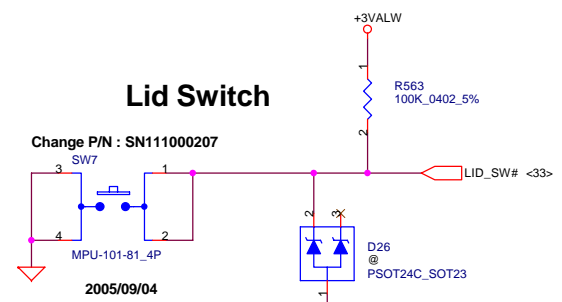 +3VALW
1
R563
100K_0402_5%
2
Lid Switch
Change P/N : SN111000207
SW7
3
1
4
2
MPU-101-81_4P
2005/09/04
LID_SW# <33>
2
3
D26
@
PSOT24C_SOT23
1